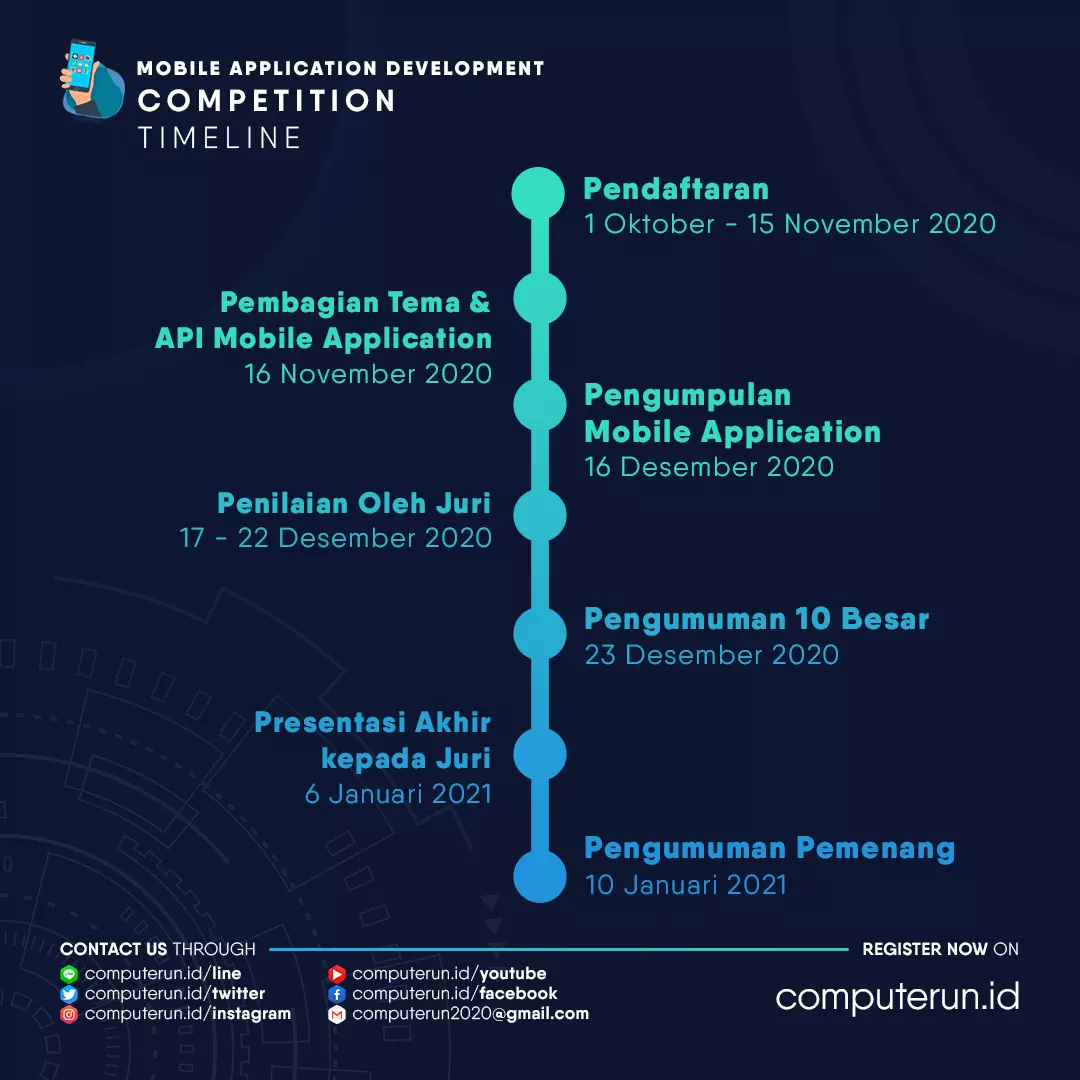 MOBILE APPLICATION DEVELOPMENT
COMPETITION
TIMELINE
Pendaftaran
1 Oktober - 15 November 2020
Pembagian Tema &
API Mobile Application
16 November 2020
Pengumpulan
Mobile Application
16 Desember 2020
Penilaian Oleh Juri
17 - 22 Desember 2020
Pengumuman 10 Besar
23 Desember 2020
Presentasi Akhir
kepada Juri
6 Januari 2021
Pengumuman Pemenang
10 Januari 2021
CONTACT US THROUGH
computerun.id/line
computerun.id/twitter
computerun.id/instagram
computerun.id/youtube
computerun.id/facebook
computerun2020@gmail.com
REGISTER NOW ON
computerun.id